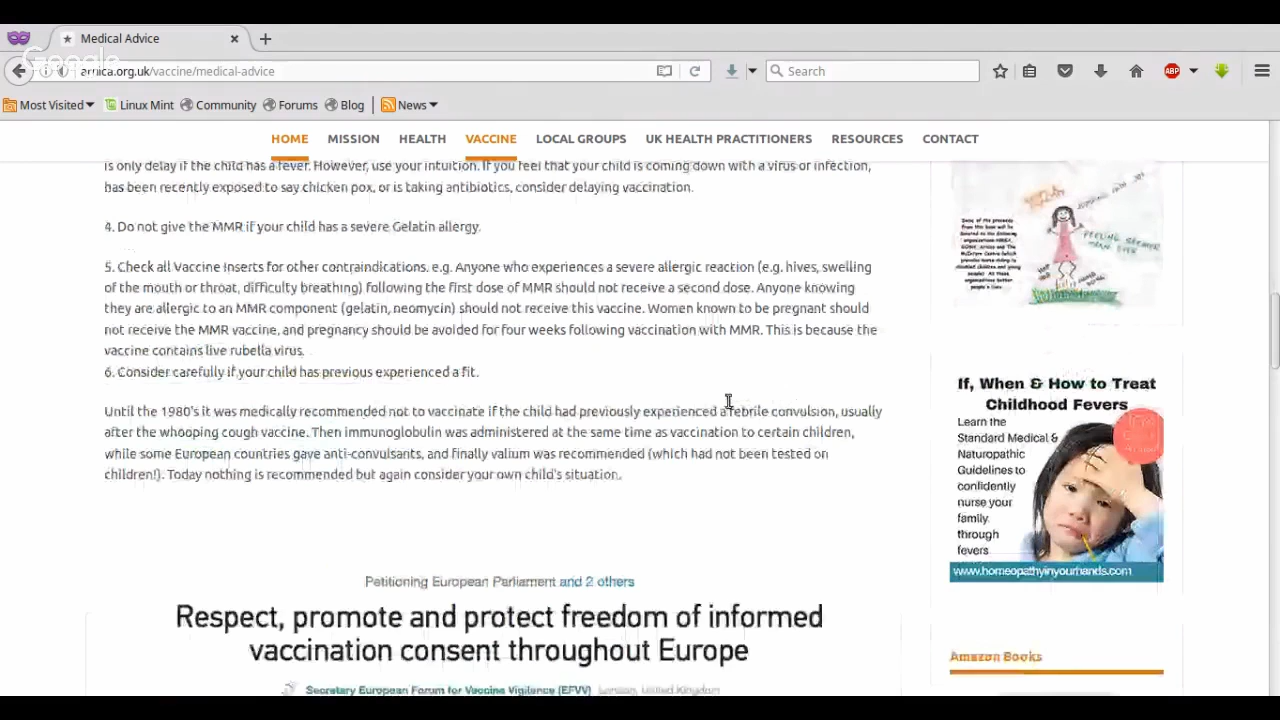 Medical Advice
Google
arnica.org.uk/vaccine/medical-advice
Search
ABP
Most Visited
Linux Mint
Community
Forums
Blog
News
HOME MISSION HEALTH VACCINE LOCAL GROUPS UK HEALTH PRACTITIONERS RESOURCES CONTACT
is only delay if the child has a fever. However, use your intuition. If you feel that your child is coming down with a virus or infection,
has been recently exposed to say chicken pox, or is taking antibiotics, consider delaying vaccination.
4. Do not give the MMR if your child has a severe Gelatin allergy.
5. Check all Vaccine Inserts for other contraindications. e.g. Anyone who experiences a severe allergic reaction (e.g. hives, swelling
of the mouth or throat, difficulty breathing) following the first dose of MMR should not receive a second dose. Anyone knowing
they are allergic to an MMR component (gelatin, neomycin) should not receive this vaccine. Women known to be pregnant should
not receive the MMR vaccine, and pregnancy should be avoided for four weeks following vaccination with MMR. This is because the
vaccine contains live rubella virus.
6. Consider carefully if your child has previous experienced a fit.
Until the 1980's it was medically recommended not to vaccinate if the child had previously experienced a febrile convulsion, usually
after the whooping cough vaccine. Then immunoglobulin was administered at the same time as vaccination to certain children,
while some European countries gave anti-convulsants, and finally valium was recommended (which had not been tested on
children!). Today nothing is recommended but again consider your own child's situation.
Petitioning European Parliament and 2 others
Respect, promote and protect freedom of informed
vaccination consent throughout Europe
Secretary European Forum for Vaccine Vigilance (EFVV) London, United Kingdom
If, When & How to Treat
Childhood Fevers
Learn the
Standard Medical &
Naturopathic
Guidelines to
confidently
nurse your
family
through
fevers
www.homeopathyinyourhands.com
Amazon Books